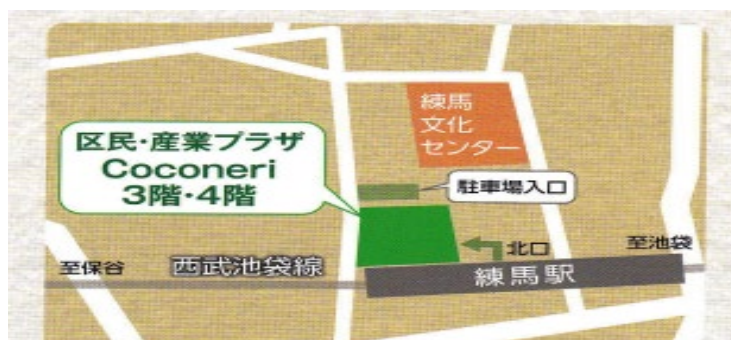 練馬
文化
センター
区民・産業プラザ
Coconeri
3階・4階
駐車場入口
北口
至池袋
至保谷
西武池袋線
練馬駅